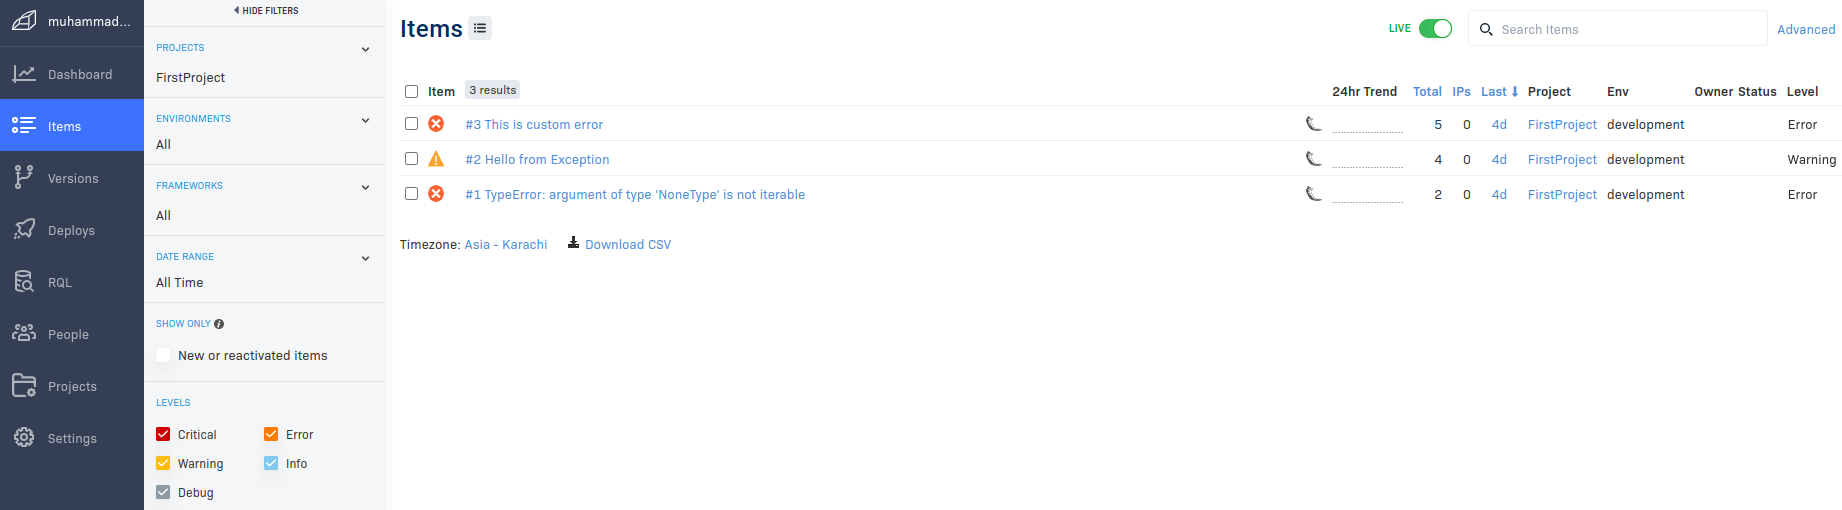 muhammad...
Dashboard
Items
Versions
Deploys
RQL
People
Projects
Settings
HIDE FILTERS
PROJECTS
FirstProject
ENVIRONMENTS
All
FRAMEWORKS
All
DATE RANGE
All Time
SHOW ONLY
New or reactivated items
LEVELS
Critical Error
Warning Info
Debug
Items LIVE Search Items Advanced
Item 3 results 24hr Trend Total IPs Last Project Env Owner Status Level
#3 This is custom error 5 0 4d FirstProject development Error
#2 Hello from Exception 4 0 4d FirstProject development Warning
#1 TypeError: argument of type 'NoneType' is not iterable 2 0 4d FirstProject development Error
Timezone: Asia - Karachi Download CSV